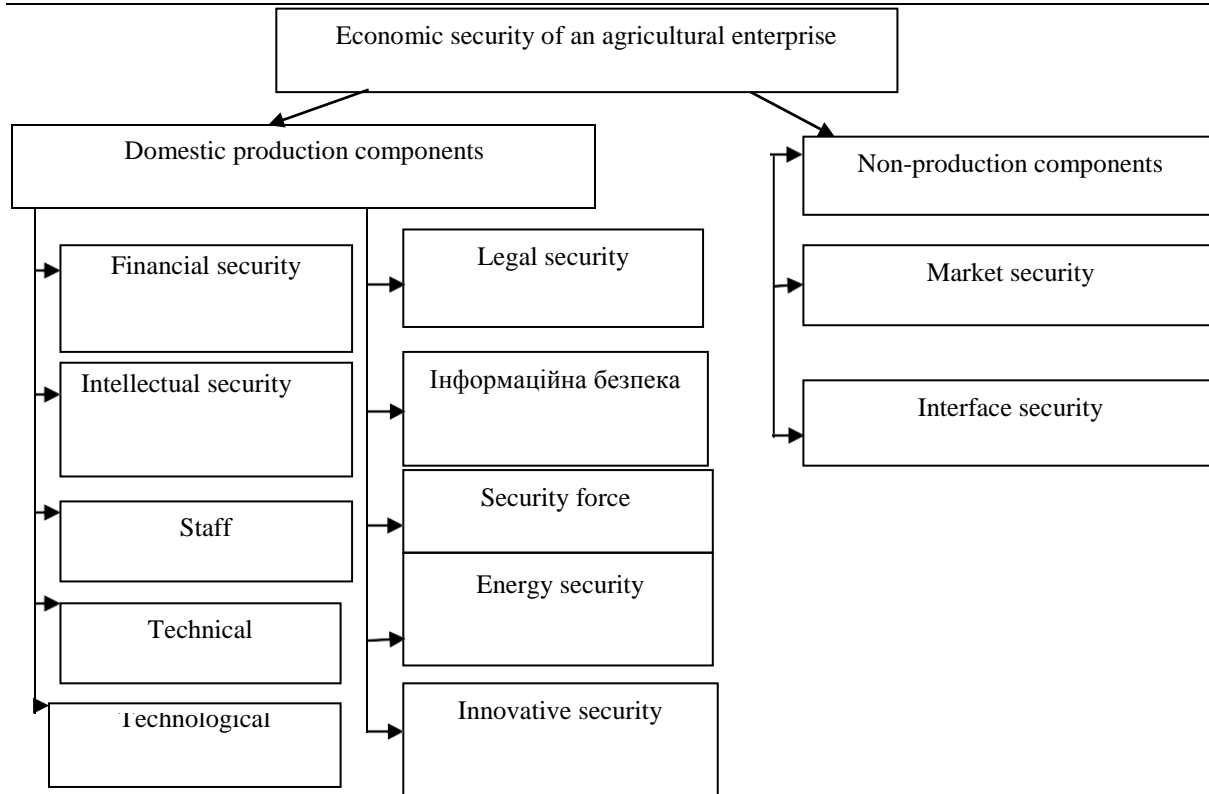 Economic security of an agricultural enterprise
Domestic production components
Non-production components
Financial security
Legal security
Market security
Intellectual security
Інформаційна безпека
Interface security
Staff
Security force
Technical
Energy security
Technological
Innovative security